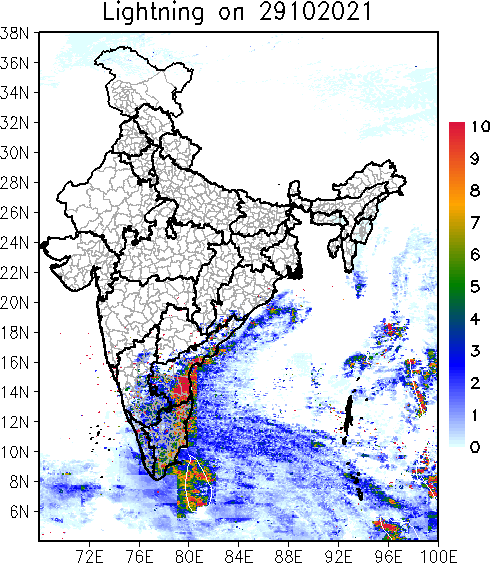 Lightning on 29102021
38N
36N
34N
32N
30N
28N
26N
24N
22N
20N
18N
16N
14N
12N
10N
8N
6N
72E 76E 80E 84E 88E 92E 96E 100E
10
9
8
7
6
5
4
3
2
1
0